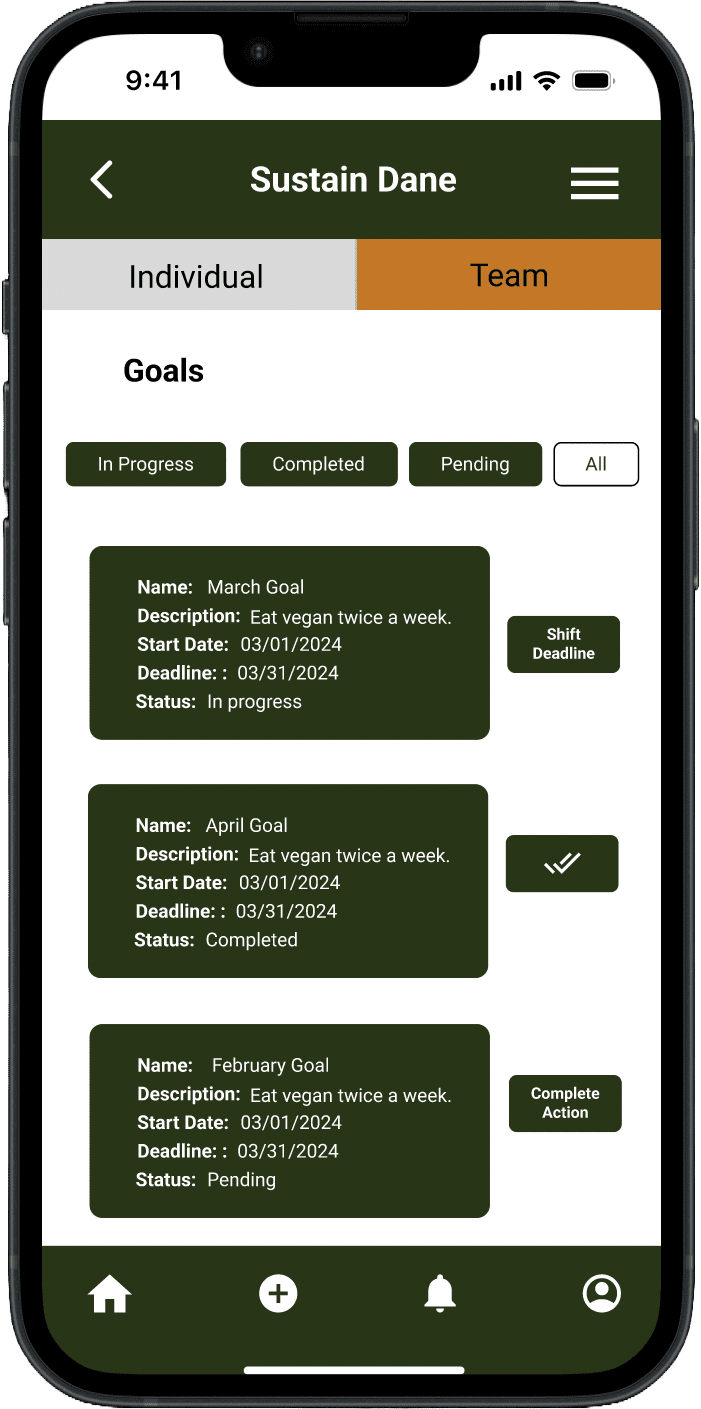 9:41
Sustain Dane
Individual Team
Goals
In Progress Completed Pending All
Name: March Goal
Description: Eat vegan twice a week.
Start Date: 03/01/2024
Deadline: : 03/31/2024
Status: In progress
Shift
Deadline
Name: April Goal
Description: Eat vegan twice a week.
Start Date: 03/01/2024
Deadline: : 03/31/2024
Status: Completed
Name: February Goal
Description: Eat vegan twice a week.
Start Date: 03/01/2024
Deadline: : 03/31/2024
Status: Pending
Complete
Action